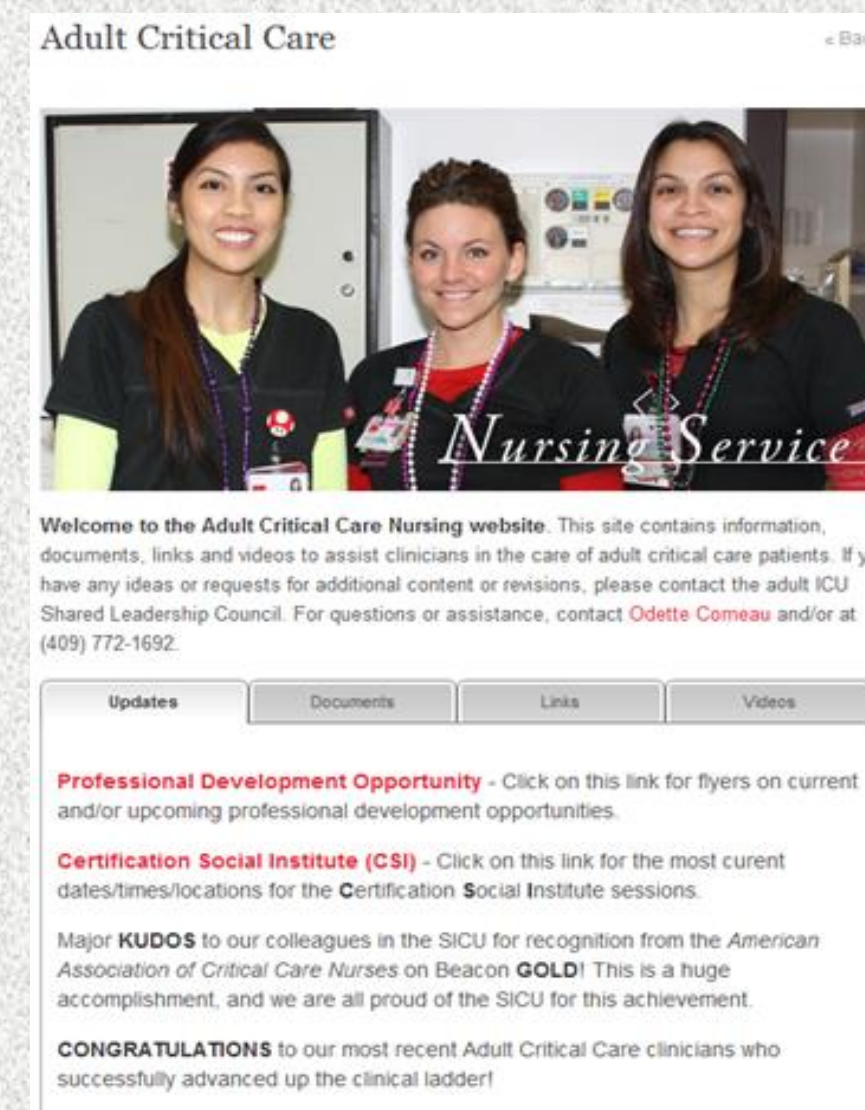 Adult Critical Care
« Ba
Nursing Service
Welcome to the Adult Critical Care Nursing website. This site contains information,
documents, links and videos to assist clinicians in the care of adult critical care patients. If y
have any ideas or requests for additional content or revisions, please contact the adult ICU
Shared Leadership Council. For questions or assistance, contact Odette Comeau and/or at
(409) 772-1692.
Updates Documents Links Videos
Professional Development Opportunity - Click on this link for flyers on current
and/or upcoming professional development opportunities.
Certification Social Institute (CSI) - Click on this link for the most curent
dates/times/locations for the Certification Social Institute sessions.
Major KUDOS to our colleagues in the SICU for recognition from the American
Association of Critical Care Nurses on Beacon GOLD! This is a huge
accomplishment, and we are all proud of the SICU for this achievement.
CONGRATULATIONS to our most recent Adult Critical Care clinicians who
successfully advanced up the clinical ladder!